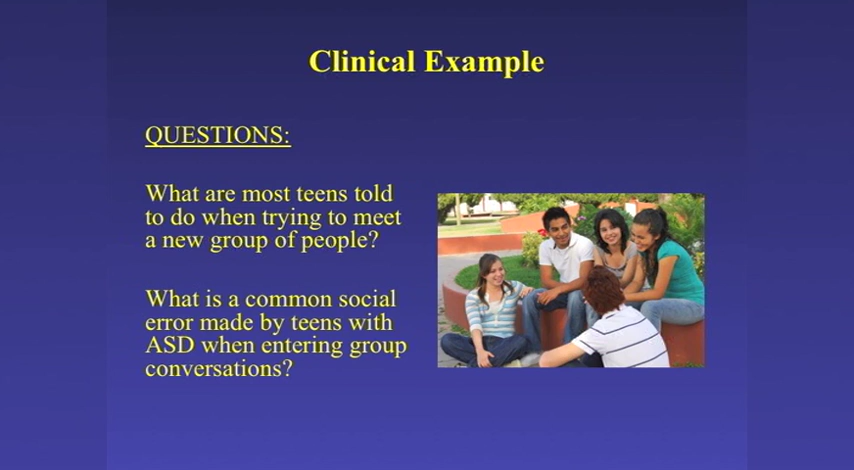 Clinical Example
QUESTIONS:
What are most teens told
to do when trying to meet
a new group of people?
What is a common social
error made by teens with
ASD when entering group
conversations?